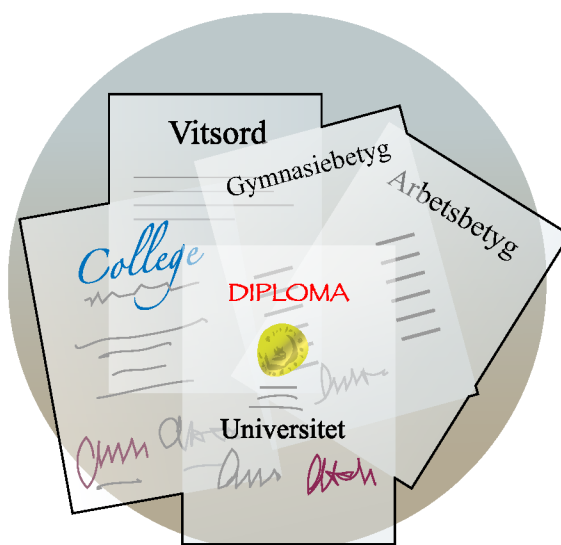 Vitsord
Gymnasiebetyg
Arbetsbetyg
College
DIPLOMA
Universitet